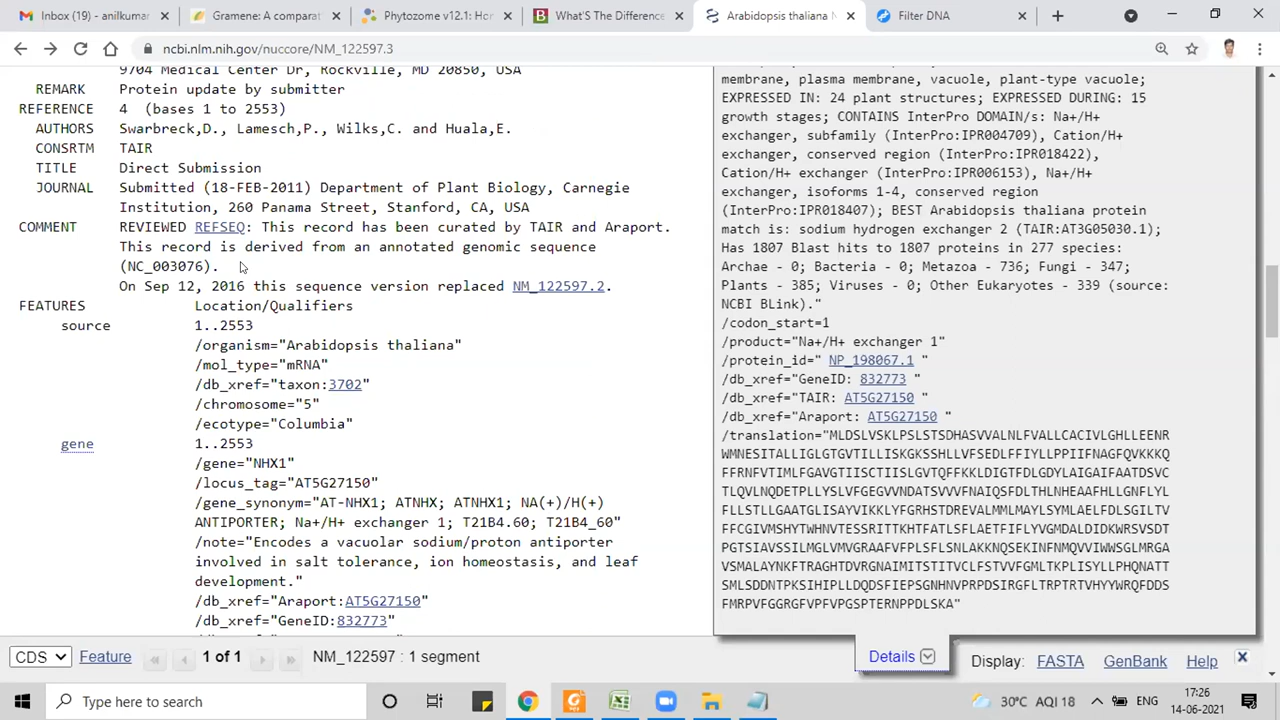 Inbox (19) - anilkumar
Gramene: A comparat
Phytozome v12.1: Hor
What'S The Difference
Arabidopsis thaliana N
Filter DNA
ncbi.nlm.nih.gov/nuccore/NM_122597.3
9704 Medical Center Dr, Rockville, MD 20850, USA
REMARK Protein update by submitter
REFERENCE 4 (bases 1 to 2553)
AUTHORS Swarbreck,D., Lamesch,P., Wilks,C. and Huala,E.
CONSRTM TAIR
TITLE Direct Submission
JOURNAL Submitted (18-FEB-2011) Department of Plant Biology, Carnegie
Institution, 260 Panama Street, Stanford, CA, USA
COMMENT REVIEWED REFSEQ: This record has been curated by TAIR and Araport.
This record is derived from an annotated genomic sequence
(NC_003076).
On Sep 12, 2016 this sequence version replaced NM_122597.2.
FEATURES Location/Qualifiers
source 1..2553
/organism="Arabidopsis thaliana"
/mol_type="mRNA"
/db_xref="taxon:3702"
/chromosome="5"
/ecotype="Columbia"
gene 1..2553
/gene="NHX1"
/locus_tag="AT5G27150"
/gene_synonym="AT-NHX1; ATNHX; ATNHX1; NA(+)/H(+)
ANTIPORTER; Na+/H+ exchanger 1; T21B4.60; T21B4_60"
/note="Encodes a vacuolar sodium/proton antiporter
involved in salt tolerance, ion homeostasis, and leaf
development."
/db_xref="Araport:AT5G27150"
/db_xref="GeneID:832773"
membrane, plasma membrane, vacuole, plant-type vacuole;
EXPRESSED IN: 24 plant structures; EXPRESSED DURING: 15
growth stages; CONTAINS InterPro DOMAIN/s: Na+/H+
exchanger, subfamily (InterPro:IPR004709), Cation/H+
exchanger, conserved region (InterPro:IPR018422),
Cation/H+ exchanger (InterPro:IPR006153), Na+/H+
exchanger, isoforms 1-4, conserved region
(InterPro:IPR018407); BEST Arabidopsis thaliana protein
match is: sodium hydrogen exchanger 2 (TAIR:AT3G05030.1);
Has 1807 Blast hits to 1807 proteins in 277 species:
Archae - 0; Bacteria - 0; Metazoa - 736; Fungi - 347;
Plants - 385; Viruses - 0; Other Eukaryotes - 339 (source:
NCBI BLink)."
/codon_start=1
/product="Na+/H+ exchanger 1"
/protein_id=" NP_198067.1 "
/db_xref="GeneID: 832773 "
/db_xref="TAIR: AT5G27150 "
/db_xref="Araport: AT5G27150 "
/translation="MLDSLVSKLPSLSTSDHASVVALNLFVALLCACIVLGHLLEENR
WMNESITALLIGLGTGVTILLISKGKSSHLLVFSEDLFFIYLLPPIIFNAGFQVKKKQ
FFRNFVTIMLFGAVGTIISCTIISLGVTQFFKKLDIGTFDLGDYLAIGAIFAATDSVC
TLQVLNQDETPLLYSLVFGEGVVNDATSVVVFNAIQSFDLTHLNHEAAFHLLGNFLYL
FLLSTLLGAATGLISAYVIKKLYFGRHSTDREVALMMLMAYLSYMLAELFDLSGILTV
FFCGIVMSHYTWHNVTESSRITTKHTFATLSFLAETFIFLYVGMDALDIDKWRSVSDT
PGTSIAVSSILMGLVMVGRAAFVFPLSFLSNLAKKNQSEKINFNMQVVIWWSGLMRGA
VSMALAYNKFTRAGHTDVRGNAIMITSTITVCLFSTVVFGMLTKPLISYLLPHQNATT
SMLSDDNTPKSIHIPLLDQDSFIEPSGNHNVPRPDSIRGFLTRPTRTVHYYWRQFDDS
FMRPVFGGRGFVPFVPGSPTERNPPDLSKA"
CDS
Feature
1 of 1
NM_122597 : 1 segment
Details
Display: FASTA GenBank Help
Type here to search
30°C AQI 18
ENG
17:26
14-06-2021